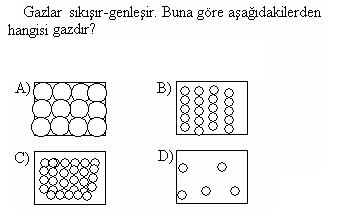 Gazlar sıkışır-genleşir. Buna göre aşağıdakilerden
hangisi gazdır?
A) B)
C) D)